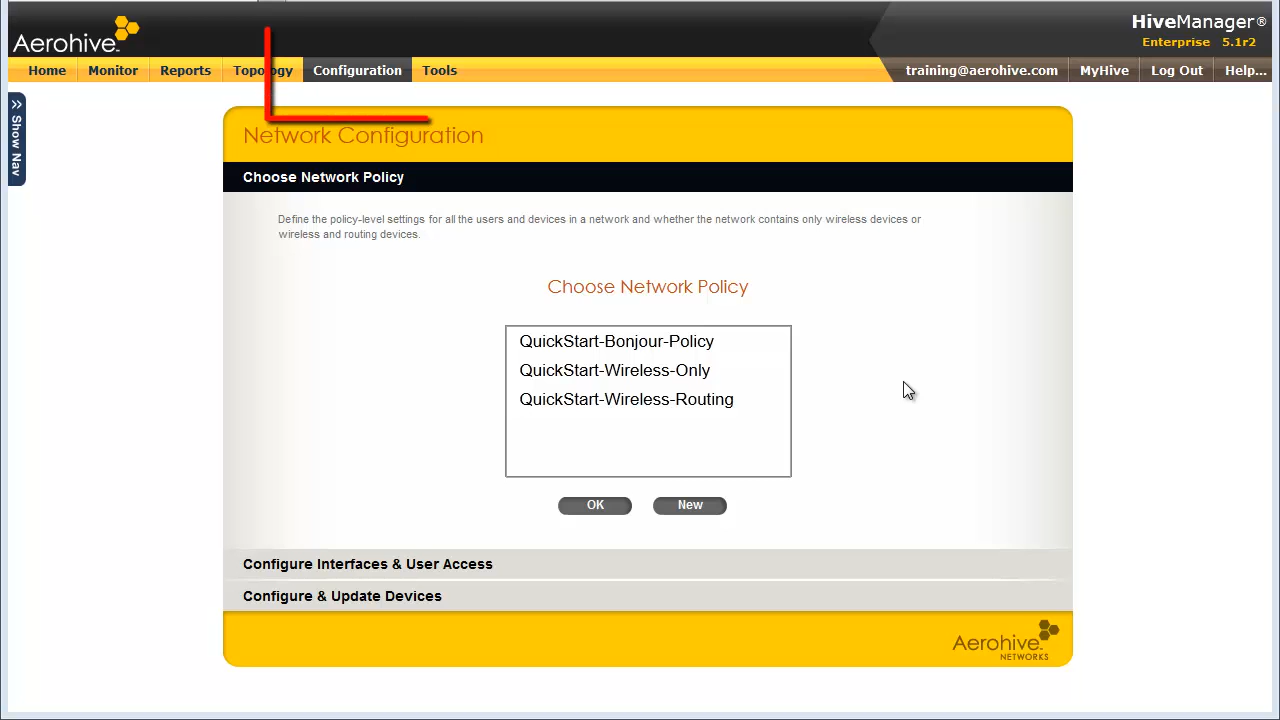 Aerohive
HiveManager®
Enterprise 5.1r2
Home Monitor Reports Topology Configuration Tools training@aerohive.com MyHive Log Out Help...
» Show Nav
Network Configuration
Choose Network Policy
Define the policy-level settings for all the users and devices in a network and whether the network contains only wireless devices or
wireless and routing devices.
Choose Network Policy
QuickStart-Bonjour-Policy
QuickStart-Wireless-Only
QuickStart-Wireless-Routing
OK New
Configure Interfaces & User Access
Configure & Update Devices
Aerohive
NETWORKS